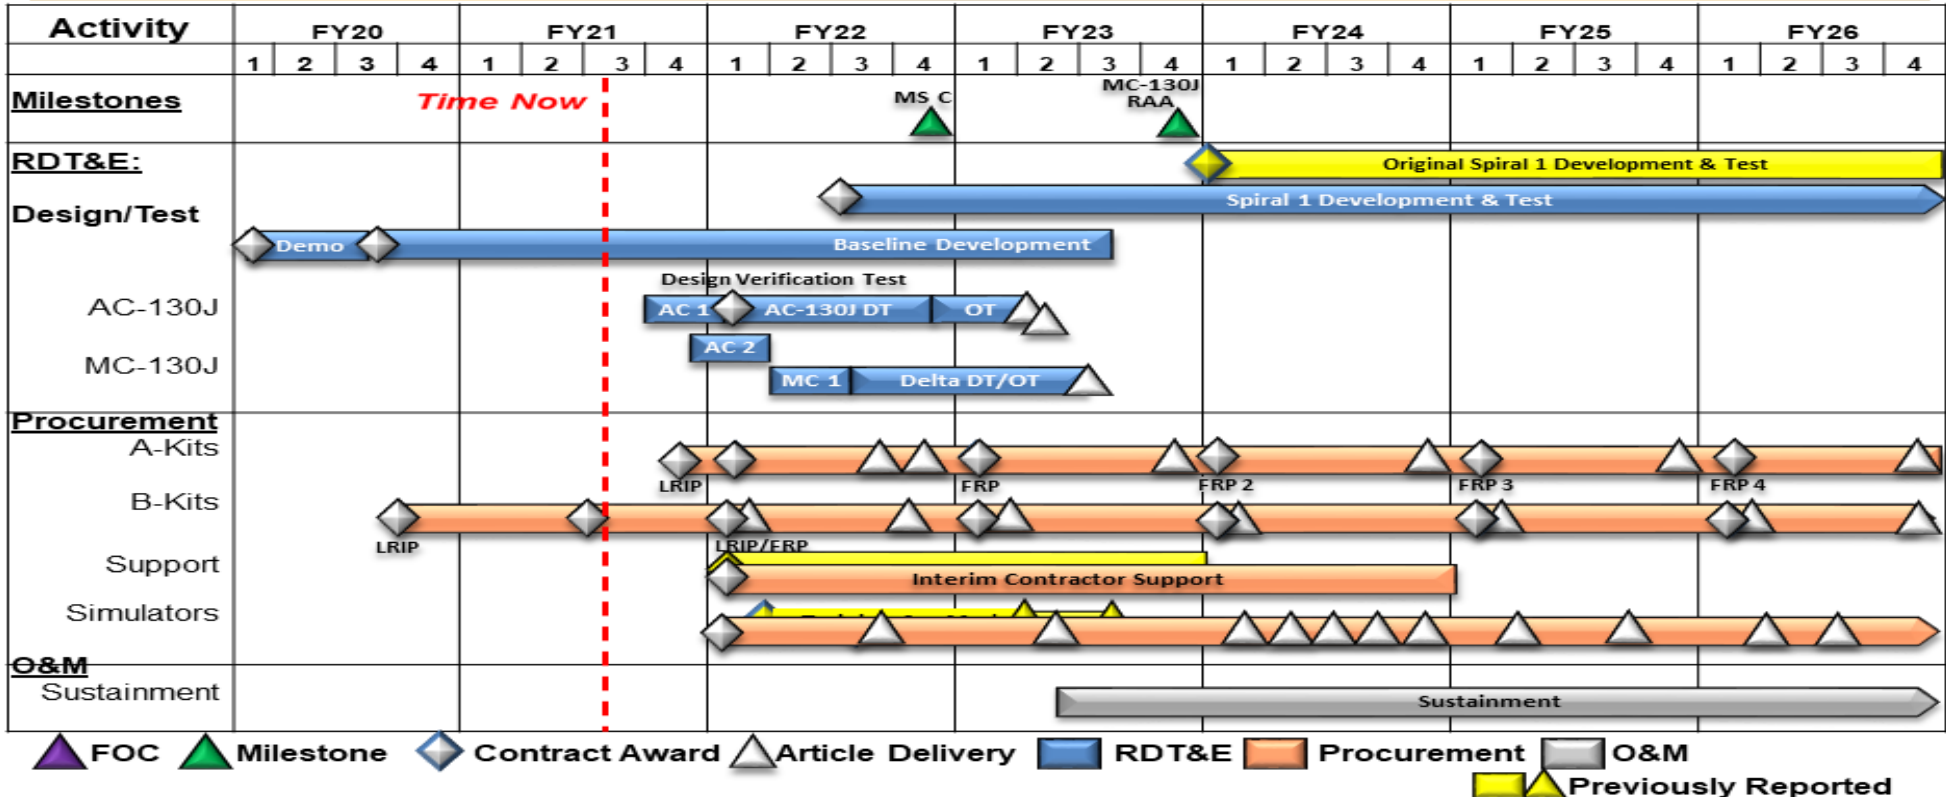 Activity FY20 FY21 FY22 FY23 FY24 FY25 FY26
1 2 3 4 1 2 3 4 1 2 3 4 1 2 3 4 1 2 3 4 1 2 3 4 1 2 3 4
Milestones Time Now MS C MC-130J
RAA
RDT&E: Original Spiral 1 Development & Test
Spiral 1 Development & Test
Design/Test
Demo Baseline Development
Design Verification Test
AC-130J AC 1 AC-130J DT OT
AC 2
MC-130J
MC 1 Delta DT/OT
Procurement
A-Kits
LRIP FRP FRP 2 FRP 3 FRP 4
B-Kits
LRIP LRIP/FRP
Support
Interim Contractor Support
Simulators
O&M
Sustainment Sustainment
FOC Milestone Contract Award Article Delivery RDT&E Procurement O&M
Previously Reported